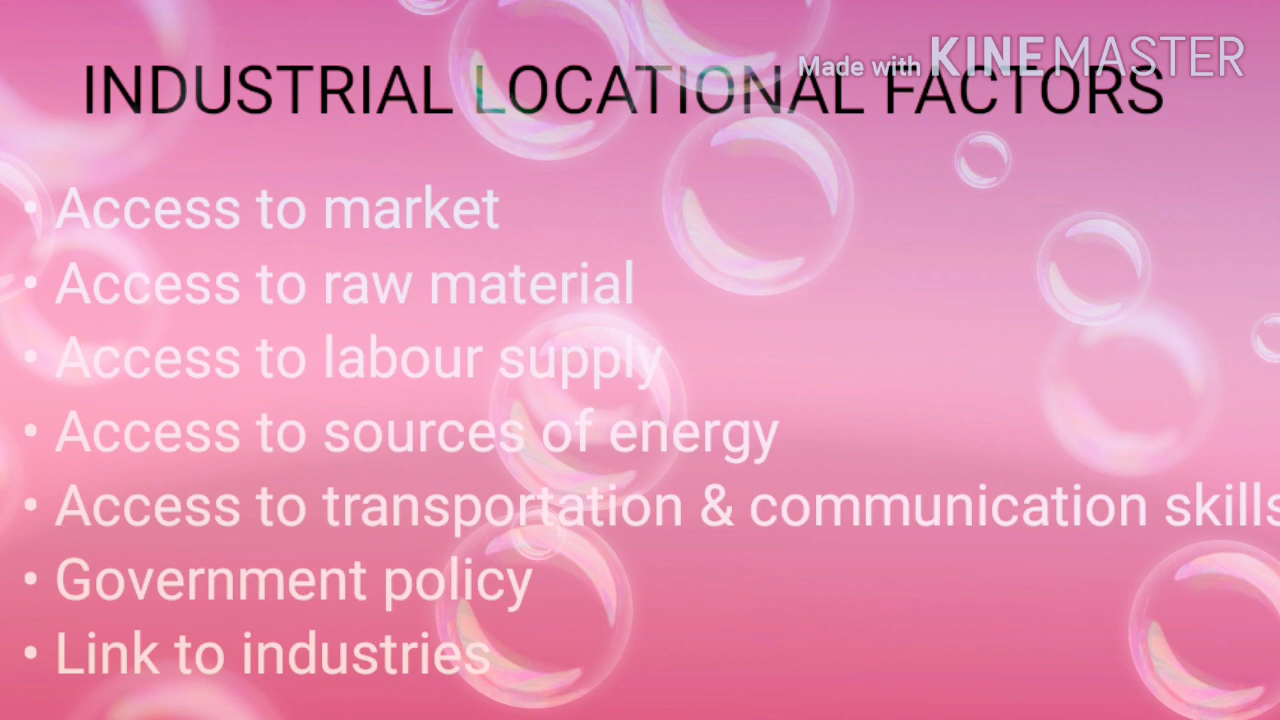 Made with KINEMASTER
INDUSTRIAL LOCATIONAL FACTORS
• Access to market
• Access to raw material
• Access to labour supply
• Access to sources of energy
• Access to transportation & communication skills
• Government policy
• Link to industries